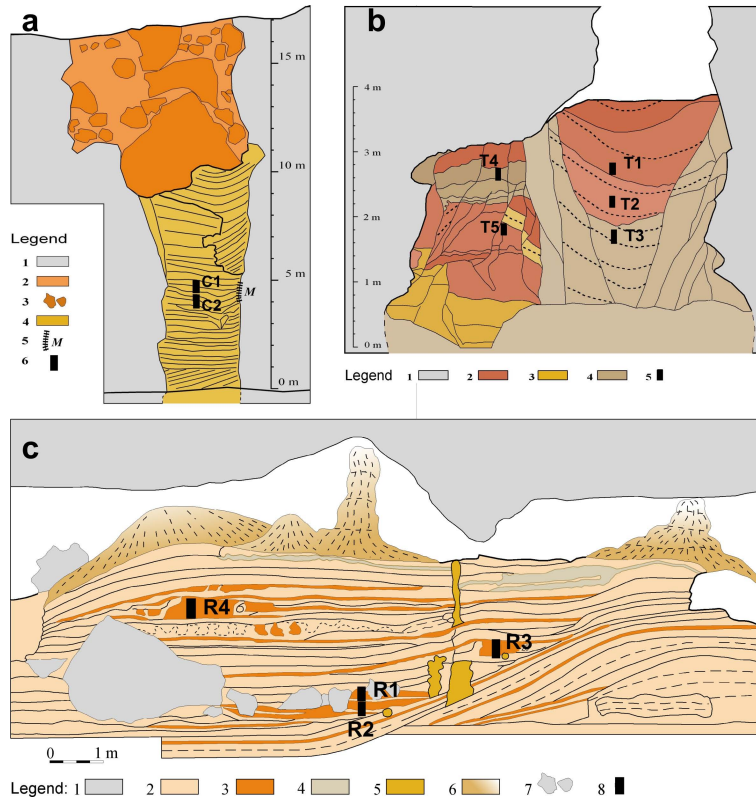 a
15 m
10 m
5 m
0 m
C1
C2
M
Legend
1
2
3
4
5 M
6
b
4 m
3 m
2 m
1 m
0 m
T4
T5
T1
T2
T3
Legend 1 2 3 4 5
c
R4
R3
R1
R2
0 1 m
Legend: 1 2 3 4 5 6 7 8